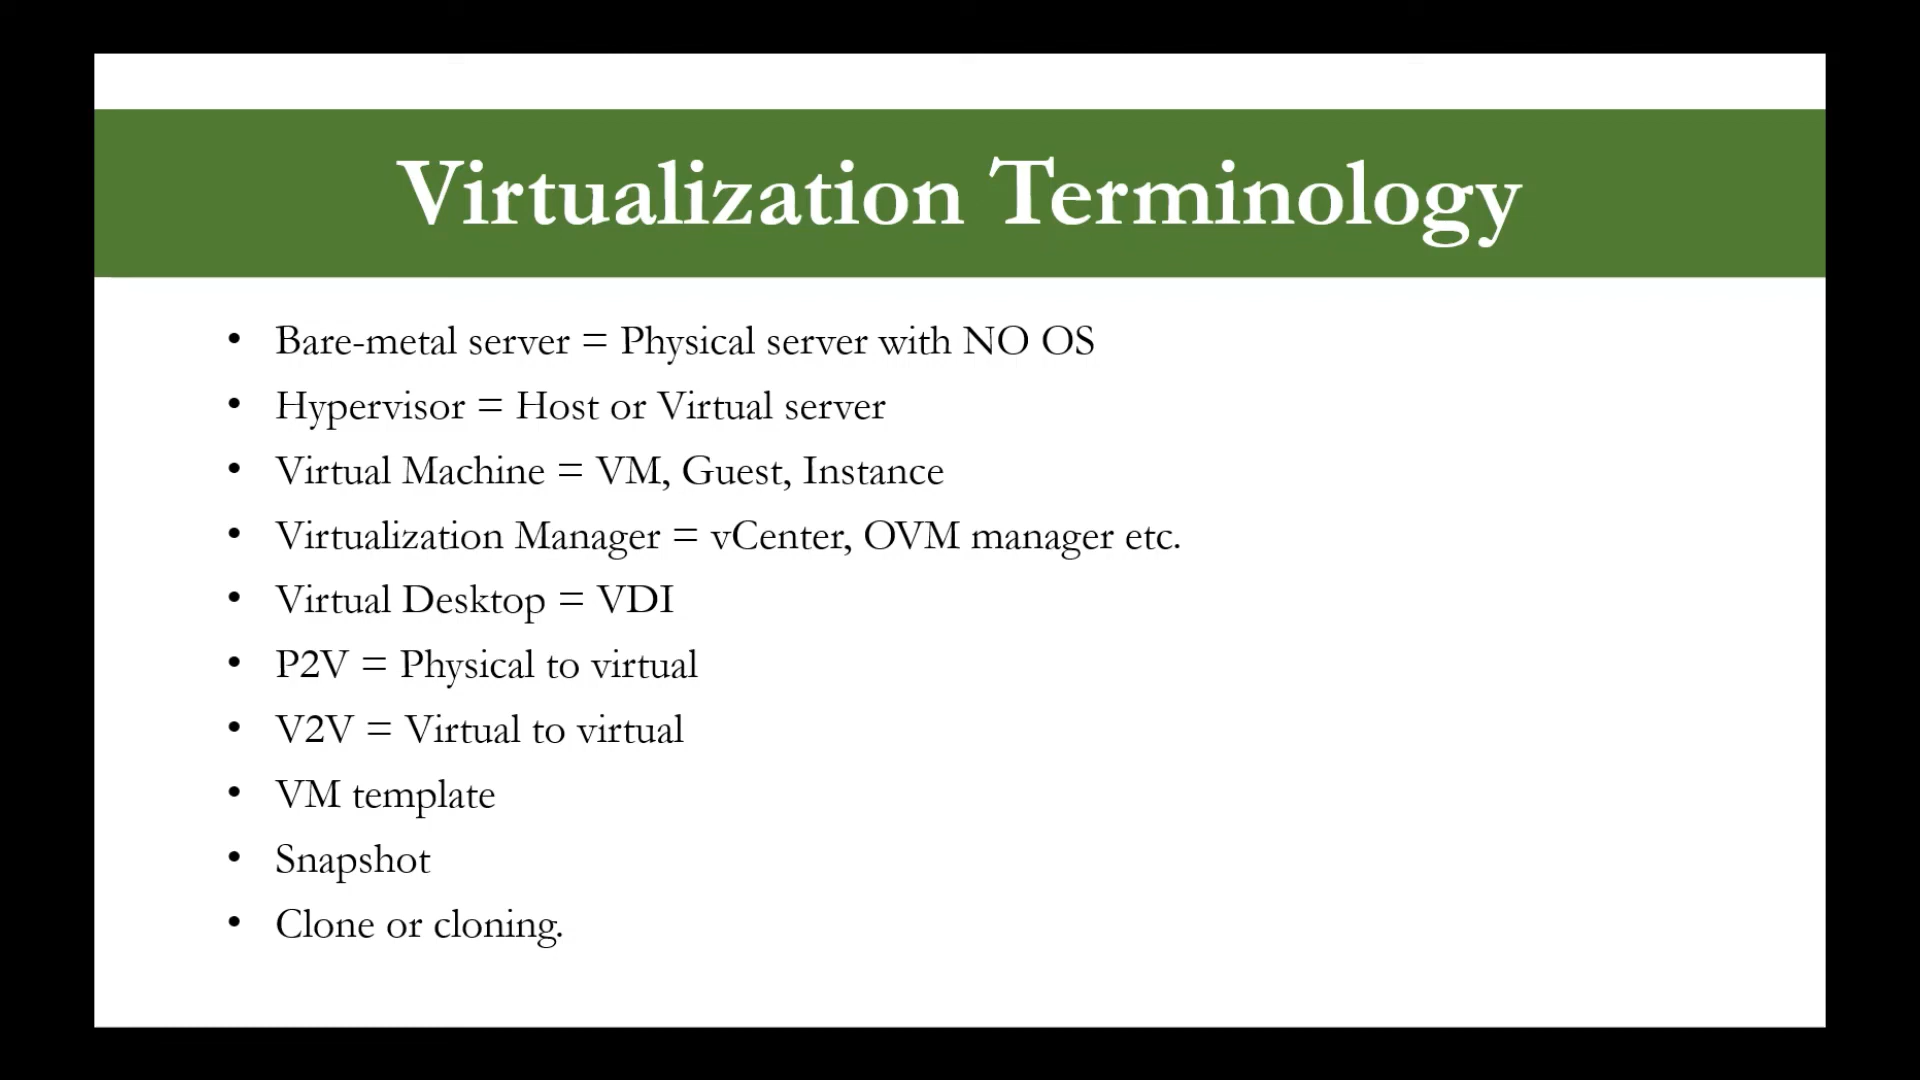 Virtualization Terminology
• Bare-metal server = Physical server with NO OS
• Hypervisor = Host or Virtual server
• Virtual Machine = VM, Guest, Instance
• Virtualization Manager = vCenter, OVM manager etc.
• Virtual Desktop = VDI
• P2V = Physical to virtual
• V2V = Virtual to virtual
• VM template
• Snapshot
• Clone or cloning.